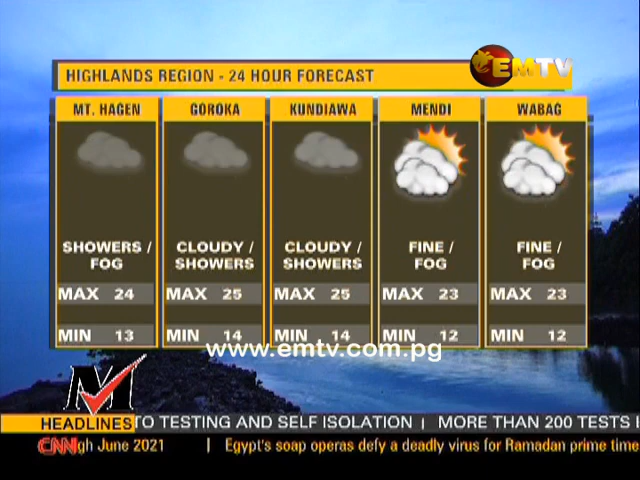 HIGHLANDS REGION - 24 HOUR FORECAST
EMTV
MT. HAGEN
SHOWERS /
FOG
MAX 24
MIN 13
GOROKA
CLOUDY /
SHOWERS
MAX 25
MIN 14
KUNDIAWA
CLOUDY /
SHOWERS
MAX 25
MIN 14
MENDI
FINE /
FOG
MAX 23
MIN 12
WABAG
FINE /
FOG
MAX 23
MIN 12
www.emtv.com.pg
M
HEADLINES TO TESTING AND SELF ISOLATION | MORE THAN 200 TESTS
CNN gh June 2021 | Egypt's soap operas defy a deadly virus for Ramadan prime time